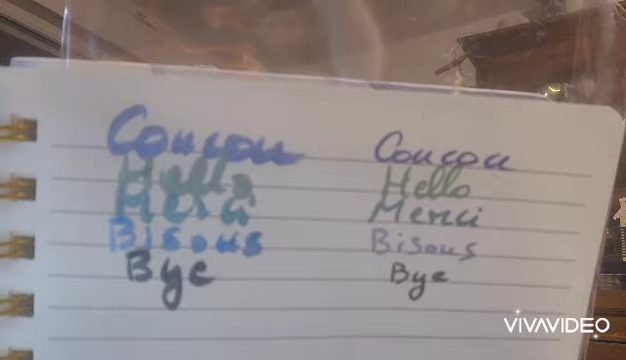 Coucou Coucou
Hello Hello
Merci Merci
Bisous Bisous
Bye Bye
VIVAVIDEO